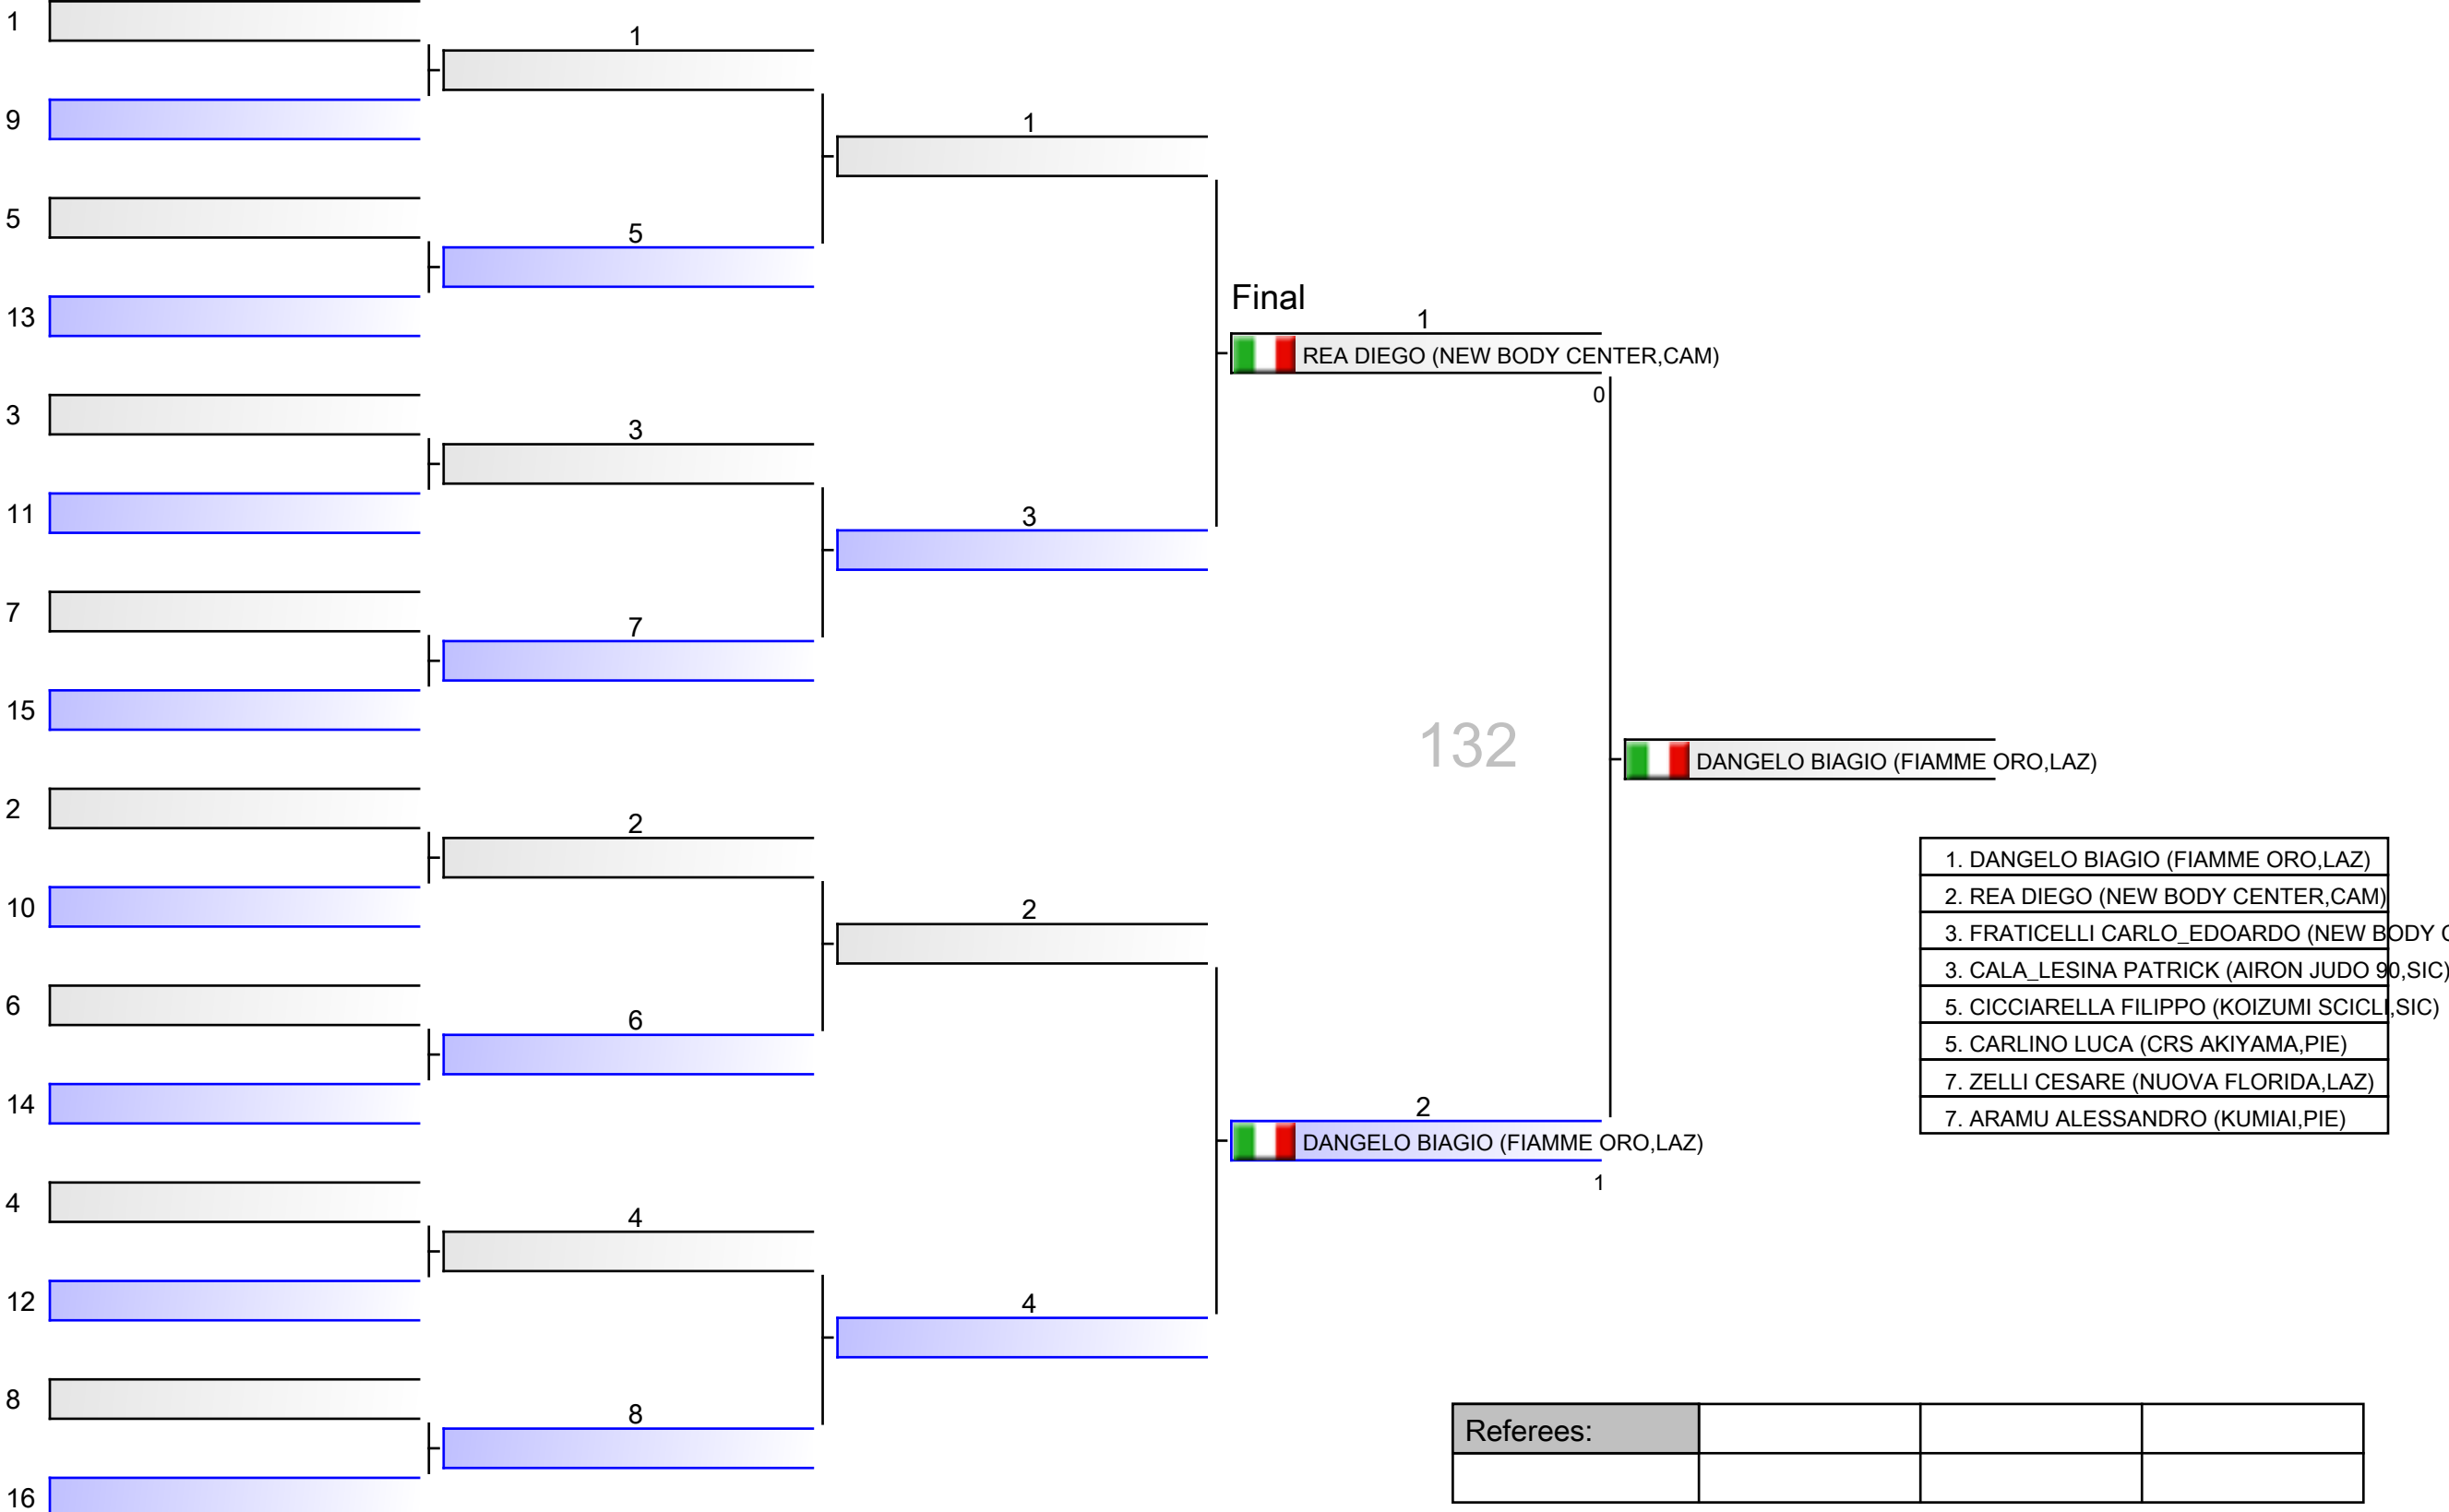 1
1
9
1
5
5
13
Final
1
REA DIEGO (NEW BODY CENTER,CAM)
0
3
3
11
3
7
7
15
132
DANGELO BIAGIO (FIAMME ORO,LAZ)
2
2
10
2
6
6
14
2
DANGELO BIAGIO (FIAMME ORO,LAZ)
1
4
4
12
4
8
8
16
1. DANGELO BIAGIO (FIAMME ORO,LAZ)
2. REA DIEGO (NEW BODY CENTER,CAM)
3. FRATICELLI CARLO_EDOARDO (NEW BODY
3. CALA_LESINA PATRICK (AIRON JUDO 90,SIC)
5. CICCIARELLA FILIPPO (KOIZUMI SCICLI,SIC)
5. CARLINO LUCA (CRS AKIYAMA,PIE)
7. ZELLI CESARE (NUOVA FLORIDA,LAZ)
7. ARAMU ALESSANDRO (KUMIAI,PIE)
Referees: